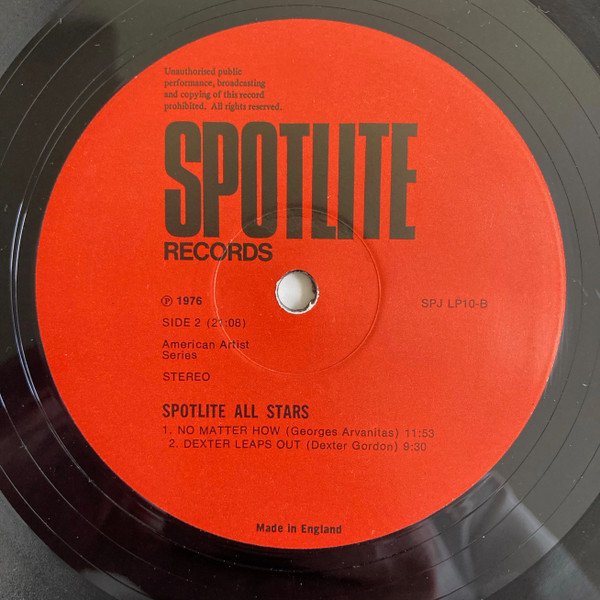 Unauthorised public
performance, broadcasting
and copying of this record
prohibited. All rights reserved.
SPOTLITE
RECORDS
Ⓟ 1976
SPJ LP10-B
SIDE 2 (21:08)
American Artist
Series
STEREO
SPOTLITE ALL STARS
1. NO MATTER HOW (Georges Arvanitas) 11:53
2. DEXTER LEAPS OUT (Dexter Gordon) 9:30
Made in England